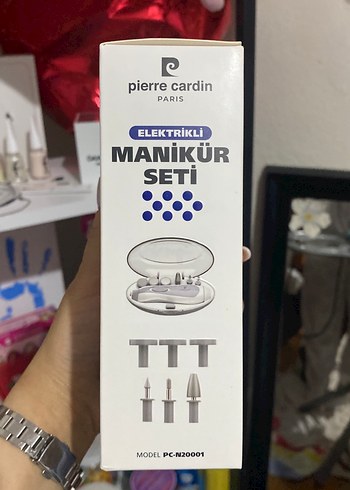 pierre cardin
PARIS
ELEKTRİKLİ
MANİKÜR
SETİ
MODEL PC-N20001